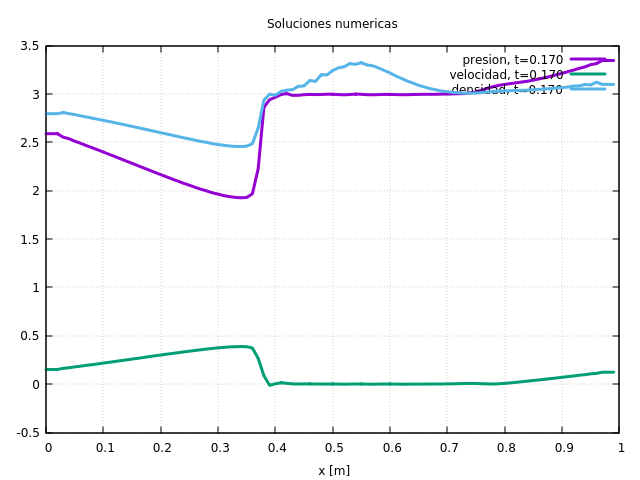 Soluciones numericas
3.5
3
2.5
2
1.5
1
0.5
0
-0.5
presion, t=0.170
velocidad, t=0.170
densidad, t=0.170
0 0.1 0.2 0.3 0.4 0.5 0.6 0.7 0.8 0.9 1
x [m]